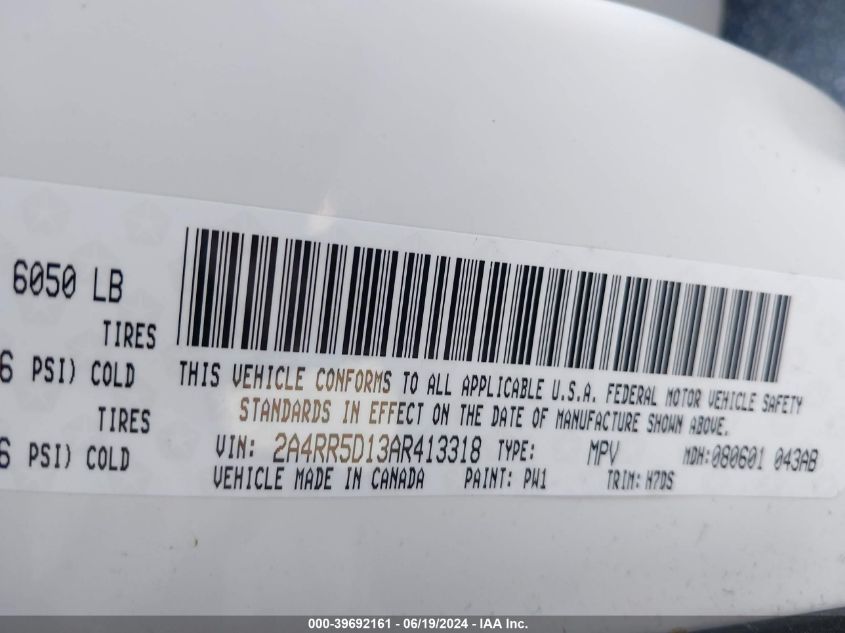 6050 LB
TIRES
6 PSI) COLD
THIS VEHICLE CONFORMS TO ALL APPLICABLE U.S.A. FEDERAL MOTOR VEHICLE SAFETY
TIRES
STANDARDS IN EFFECT ON THE DATE OF MANUFACTURE SHOWN ABOVE.
6 PSI) COLD
VIN: 2A4RR5D13AR413318 TYPE: MPV MDH:080601 043AB
VEHICLE MADE IN CANADA PAINT: PW1 TRIM: H7DS
000-39692161 - 06/19/2024 - IAA Inc.